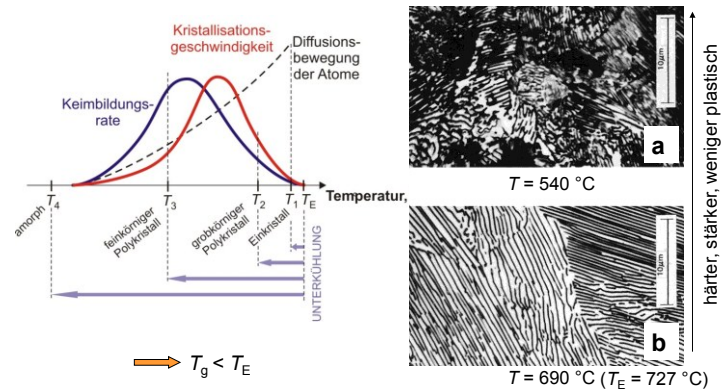 Kristallisations-
geschwindigkeit
Diffusions-
bewegung
der Atome
Keimbildungs-
rate
T4
T3
T2
T1
TE
Temperatur,
amorph
feinkörniger
Polykristall
grobkörniger
Polykristall
Einkristall
UNTERKÜHLUNG
Tg < TE
10µm
a
T = 540 °C
10µm
b
T = 690 °C (TE = 727 °C)
härter, stärker, weniger plastisch